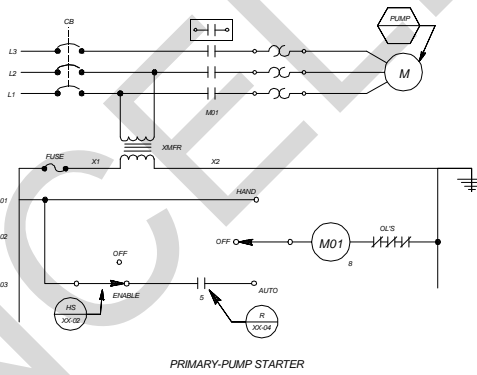 CB
PUMP
L3
L2
L1
M
M01
XMFR
FUSE
X1
X2
01
HAND
02
OFF
OFF
M01
OL'S
8
03
ENABLE
5
AUTO
HS
XX-02
R
XX-04
PRIMARY-PUMP STARTER